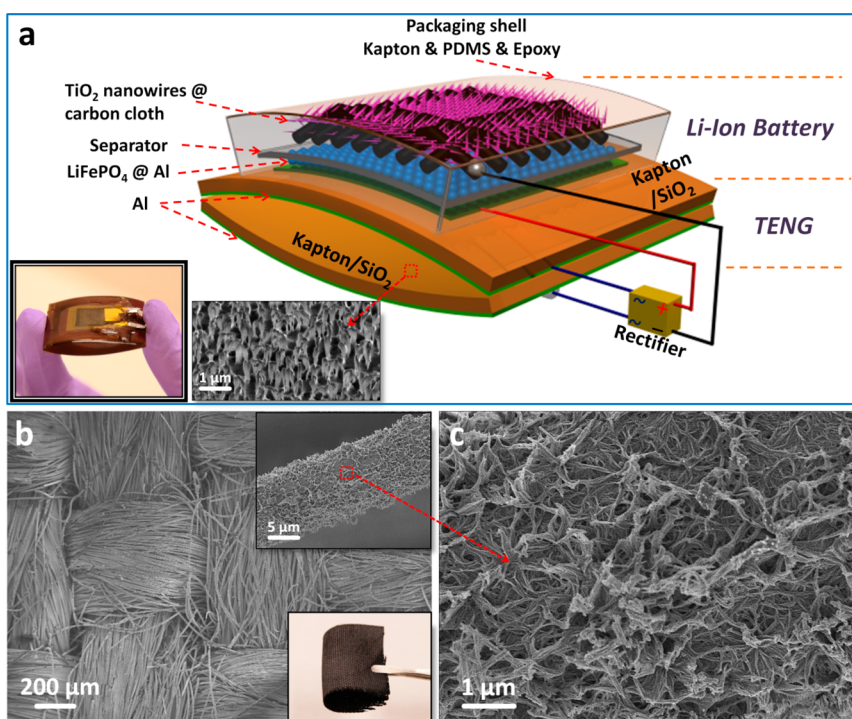 a
Packaging shell
Kapton & PDMS & Epoxy
TiO₂ nanowires @
carbon cloth
Separator
LiFePO₄ @ Al
Al
Li-Ion Battery
Kapton
/SiO₂
TENG
Kapton/SiO₂
~
~
+
−
Rectifier
1 μm
b
5 μm
200 μm
c
1 μm